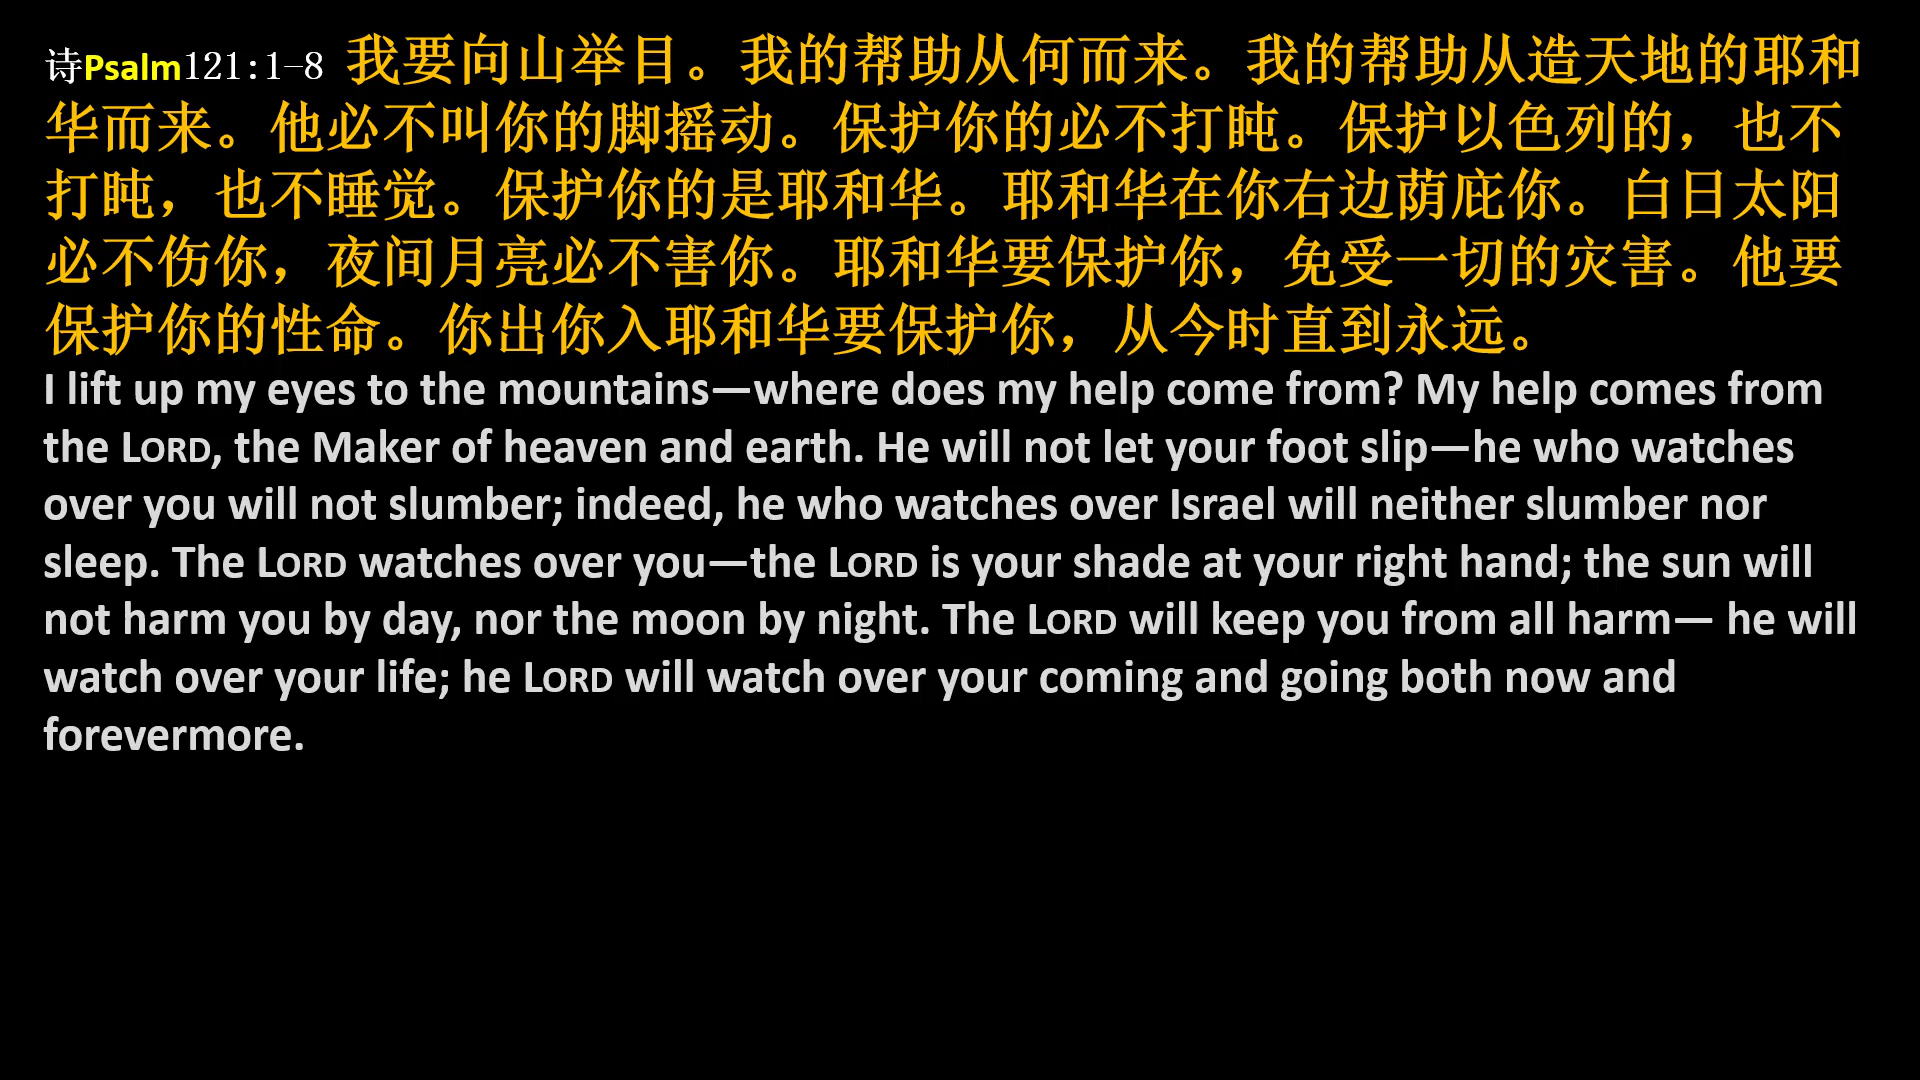 诗Psalm121:1-8 我要向山举目。我的帮助从何而来。我的帮助从造天地的耶和
华而来。他必不叫你的脚摇动。保护你的必不打盹。保护以色列的，也不
打盹，也不睡觉。保护你的是耶和华。耶和华在你右边荫庇你。白日太阳
必不伤你，夜间月亮必不害你。耶和华要保护你，免受一切的灾害。他要
保护你的性命。你出你入耶和华要保护你，从今时直到永远。
I lift up my eyes to the mountains—where does my help come from? My help comes from
the LORD, the Maker of heaven and earth. He will not let your foot slip—he who watches
over you will not slumber; indeed, he who watches over Israel will neither slumber nor
sleep. The LORD watches over you—the LORD is your shade at your right hand; the sun will
not harm you by day, nor the moon by night. The LORD will keep you from all harm— he will
watch over your life; he LORD will watch over your coming and going both now and
forevermore.